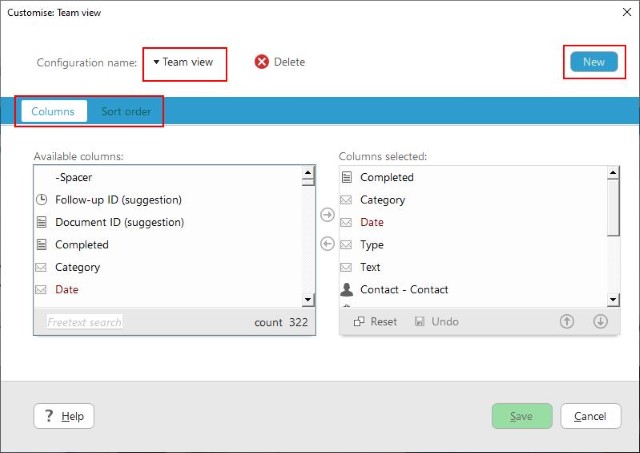 Customise: Team view
Configuration name: Team view Delete New
Columns Sort order
Available columns: Columns selected:
-Spacer
Follow-up ID (suggestion)
Document ID (suggestion)
Completed
Category
Date
Freetext search count 322
Completed
Category
Date
Type
Text
Contact - Contact
Reset Undo
? Help Save Cancel